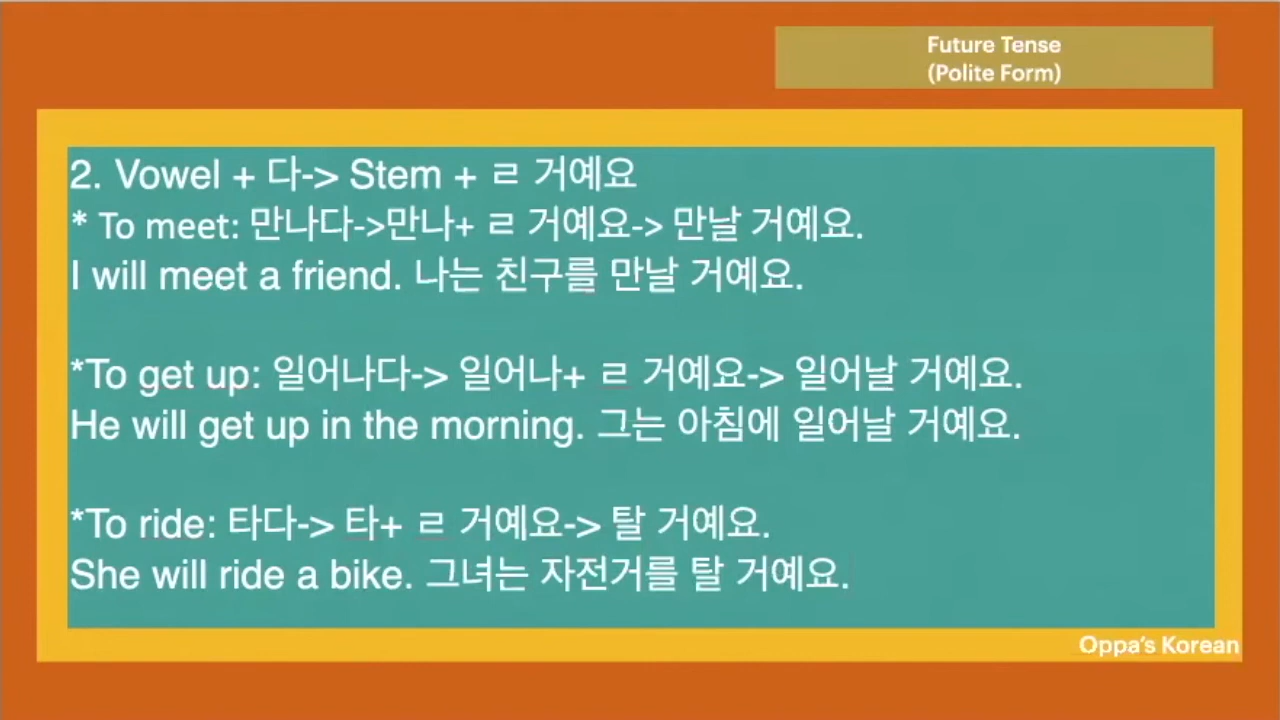 Future Tense
(Polite Form)
2. Vowel + 다-> Stem + ㄹ 거예요
* To meet: 만나다->만나+ ㄹ 거예요-> 만날 거예요.
I will meet a friend. 나는 친구를 만날 거예요.
*To get up: 일어나다-> 일어나+ ㄹ 거예요-> 일어날 거예요.
He will get up in the morning. 그는 아침에 일어날 거예요.
*To ride: 타다-> 타+ ㄹ 거예요-> 탈 거예요.
She will ride a bike. 그녀는 자전거를 탈 거예요.
Oppa's Korean